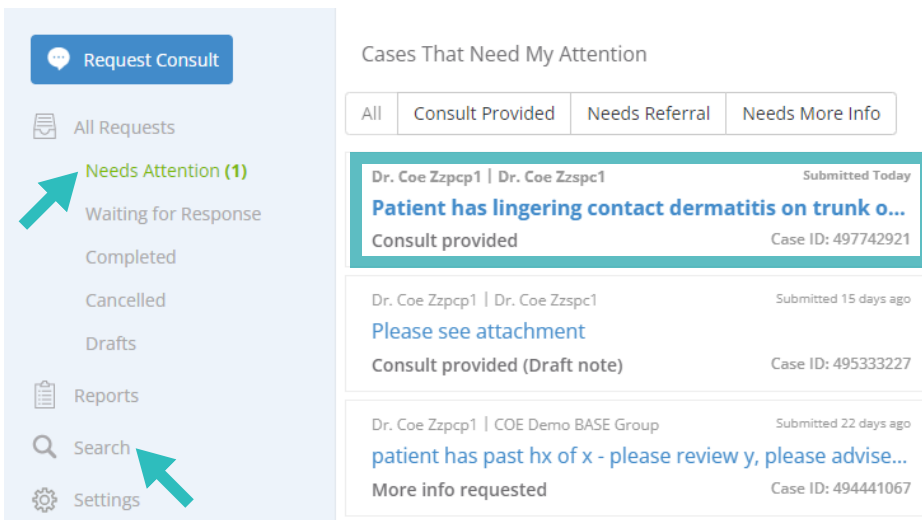 Request Consult
All Requests
Needs Attention (1)
Waiting for Response
Completed
Cancelled
Drafts
Reports
Search
Settings
Cases That Need My Attention
All Consult Provided Needs Referral Needs More Info
Dr. Coe Zzpcp1 | Dr. Coe Zzspc1 Submitted Today
Patient has lingering contact dermatitis on trunk o...
Consult provided Case ID: 497742921
Dr. Coe Zzpcp1 | Dr. Coe Zzspc1 Submitted 15 days ago
Please see attachment
Consult provided (Draft note) Case ID: 495333227
Dr. Coe Zzpcp1 | COE Demo BASE Group Submitted 22 days ago
patient has past hx of x - please review y, please advise...
More info requested Case ID: 494441067